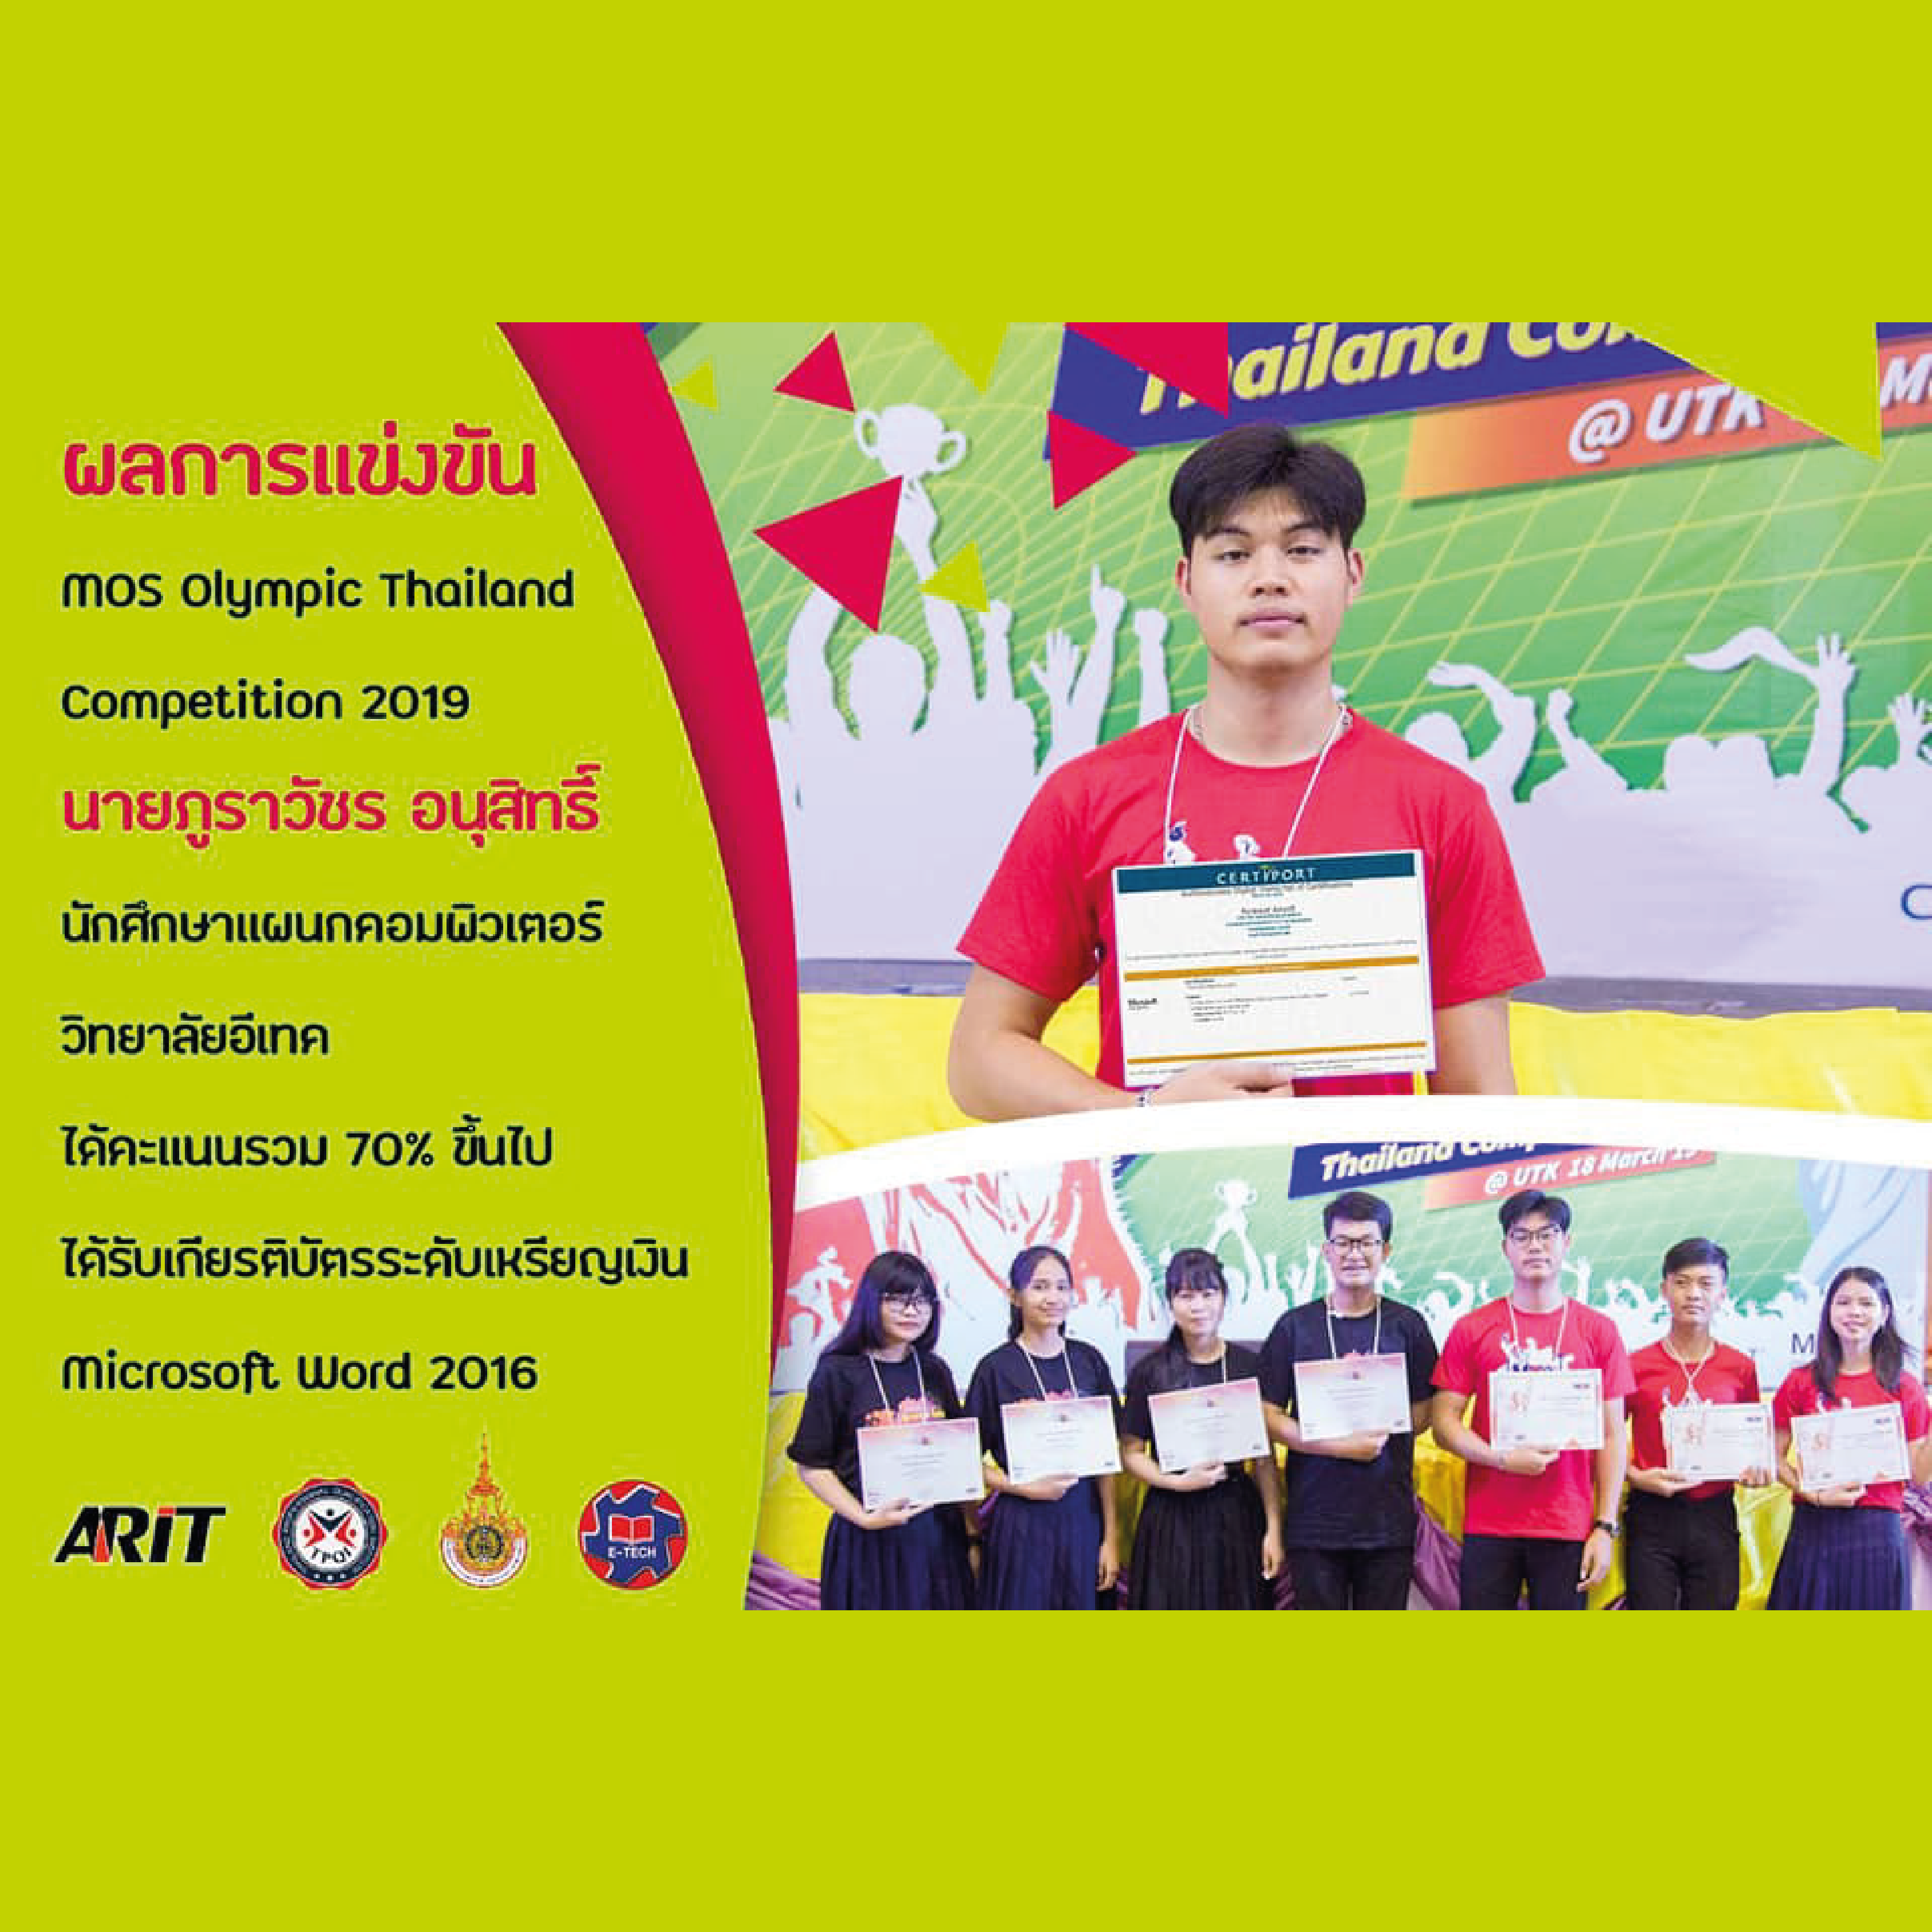 ผลการแข่งขัน
MOS Olympic Thailand
Competition 2019
นายภูราวัชร อนุสิทธิ์
นักศึกษาแผนกคอมพิวเตอร์
วิทยาลัยอีเทค
ได้คะแนนรวม 70% ขึ้นไป
ได้รับเกียรติบัตรระดับเหรียญเงิน
Microsoft Word 2016
ARiT
TPQI
E-TECH
Thailand
@ UTK
CERTIPORT
Thailand
@ UTK 18 March